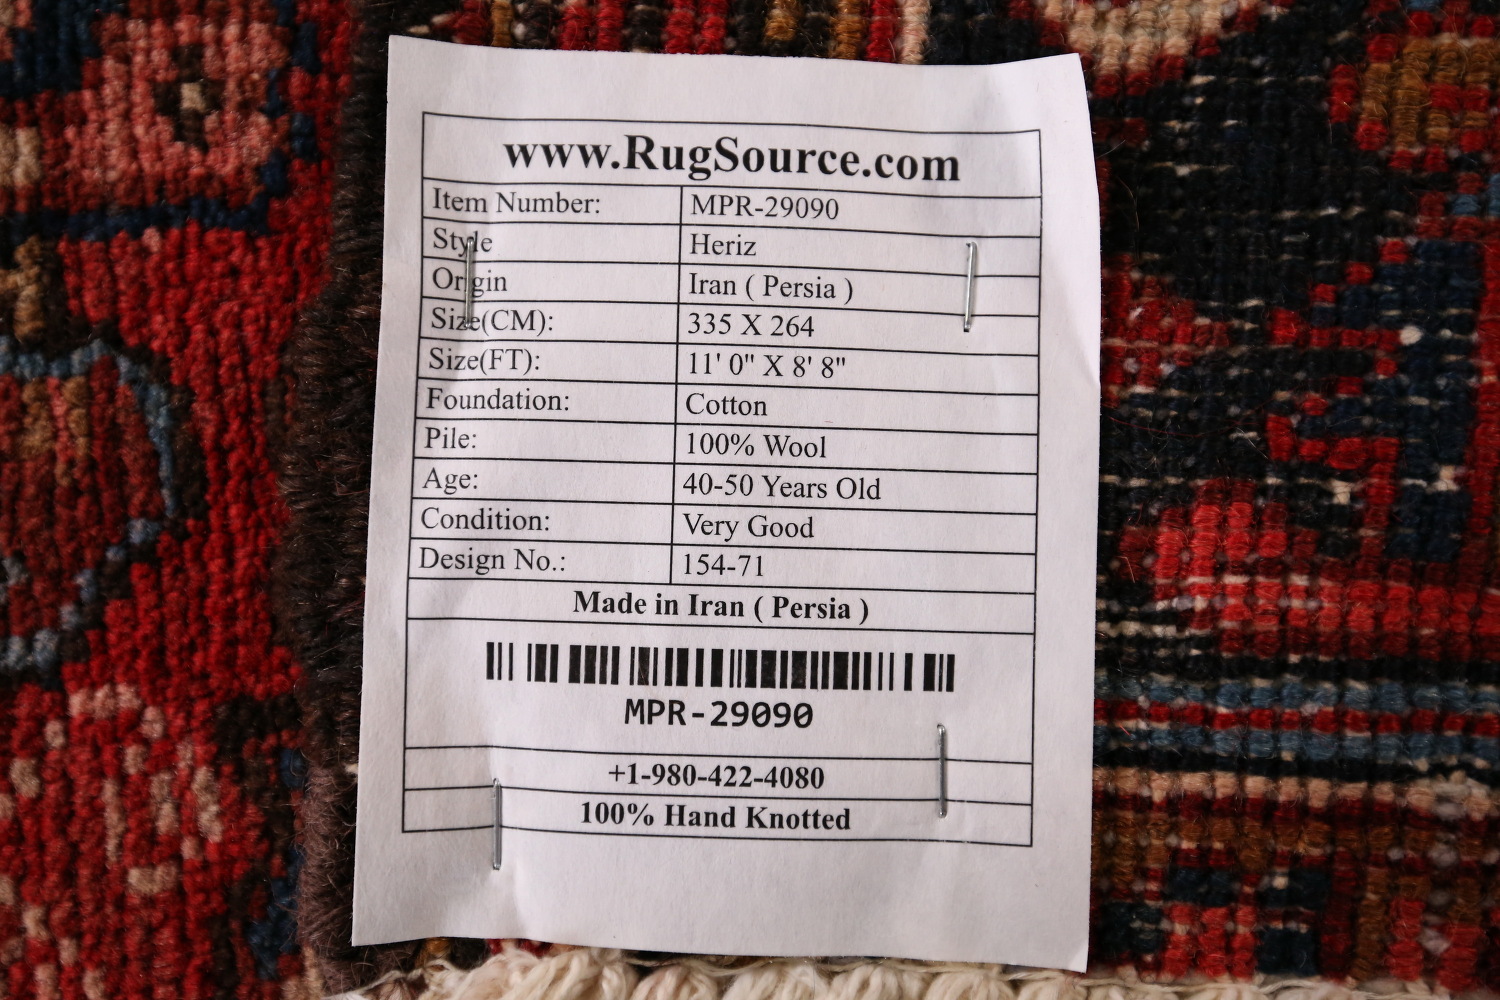 www.RugSource.com
Item Number: MPR-29090
Style Heriz
Origin Iran ( Persia )
Size(CM): 335 X 264
Size(FT): 11' 0" X 8' 8"
Foundation: Cotton
Pile: 100% Wool
Age: 40-50 Years Old
Condition: Very Good
Design No.: 154-71
Made in Iran ( Persia )
MPR-29090
+1-980-422-4080
100% Hand Knotted